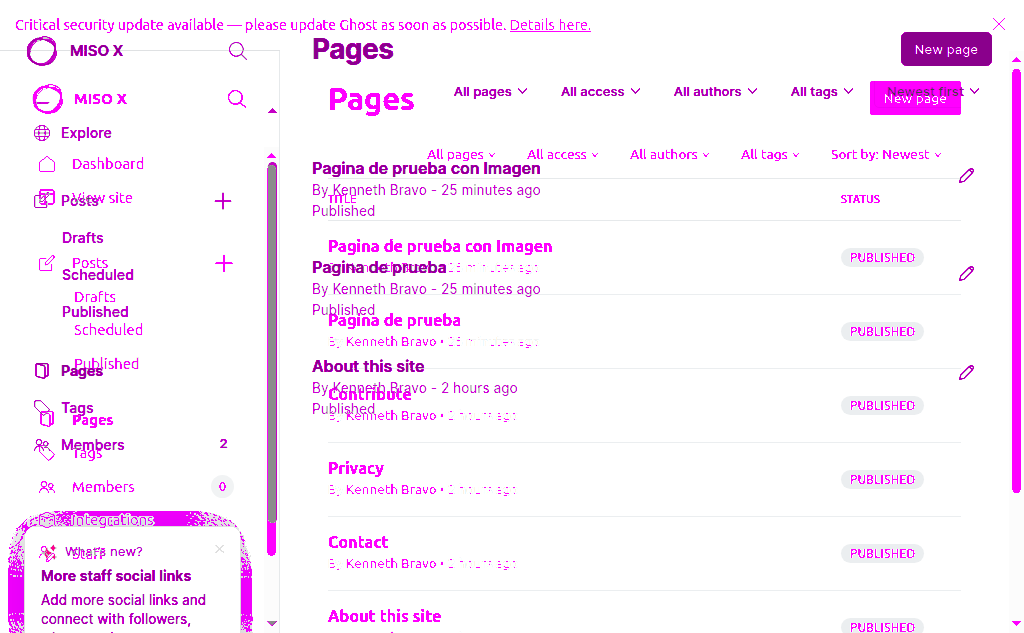 Critical security update available — please update Ghost as soon as possible. Details here.
MISO X
Pages
New page
MISO X
Pages
All pages
All access
All authors
All tags
Newest first
New page
Explore
Dashboard
All pages
All access
All authors
All tags
Sort by: Newest
Pagina de prueba con Imagen
By Kenneth Bravo - 25 minutes ago
Published
View site
Posts
TITLE
STATUS
Drafts
Pagina de prueba con Imagen
PUBLISHED
Posts
Scheduled
Pagina de prueba
By Kenneth Bravo - 25 minutes ago
Published
Drafts
Published
Scheduled
Pagina de prueba
PUBLISHED
By Kenneth Bravo •
Published
Pages
About this site
By Kenneth Bravo - 2 hours ago
Published
Contribute
PUBLISHED
By Kenneth Bravo •
Tags
Pages
Members
2
Tags
Privacy
PUBLISHED
By Kenneth Bravo •
Members
0
Integrations
Contact
PUBLISHED
By Kenneth Bravo •
What's new?
Staff
More staff social links
Add more social links and
connect with followers,
About this site
PUBLISHED